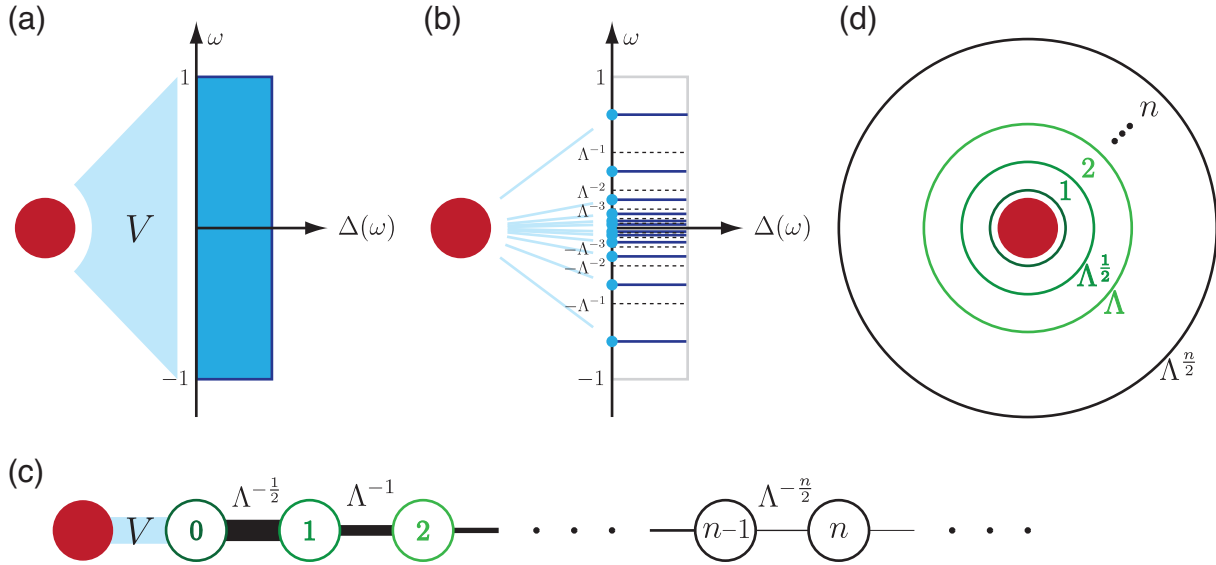 (a)
ω
1
V
Δ(ω)
−1
(b)
ω
1
Λ⁻¹
Λ⁻²
Λ⁻³
Δ(ω)
−Λ⁻³
−Λ⁻²
−Λ⁻¹
−1
(d)
n
2
1
Λ^{1/2}
Λ
Λ^{n/2}
(c)
Λ^{-1/2} Λ⁻¹ Λ^{-n/2}
V 0 1 2 · · · n−1 n · · ·